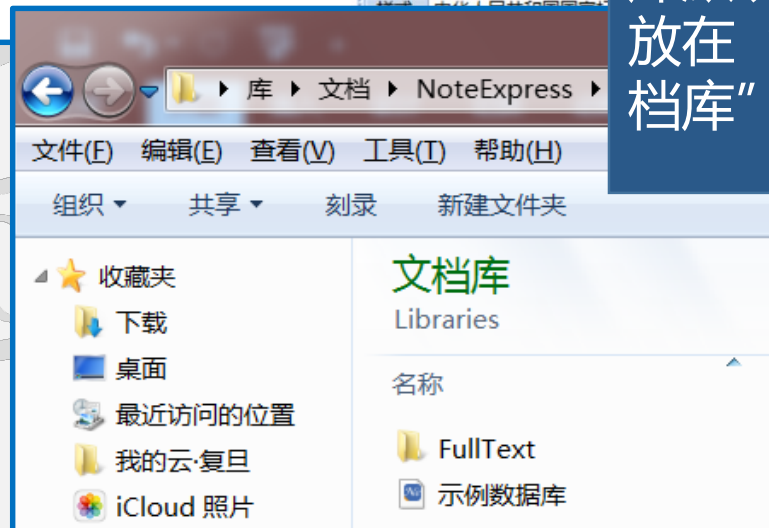 放在
档库”
库 文档 NoteExpress
文件(F) 编辑(E) 查看(V) 工具(T) 帮助(H)
组织 共享 刻录 新建文件夹
收藏夹
下载
桌面
最近访问的位置
我的云·复旦
iCloud 照片
文档库
Libraries
名称
FullText
示例数据库